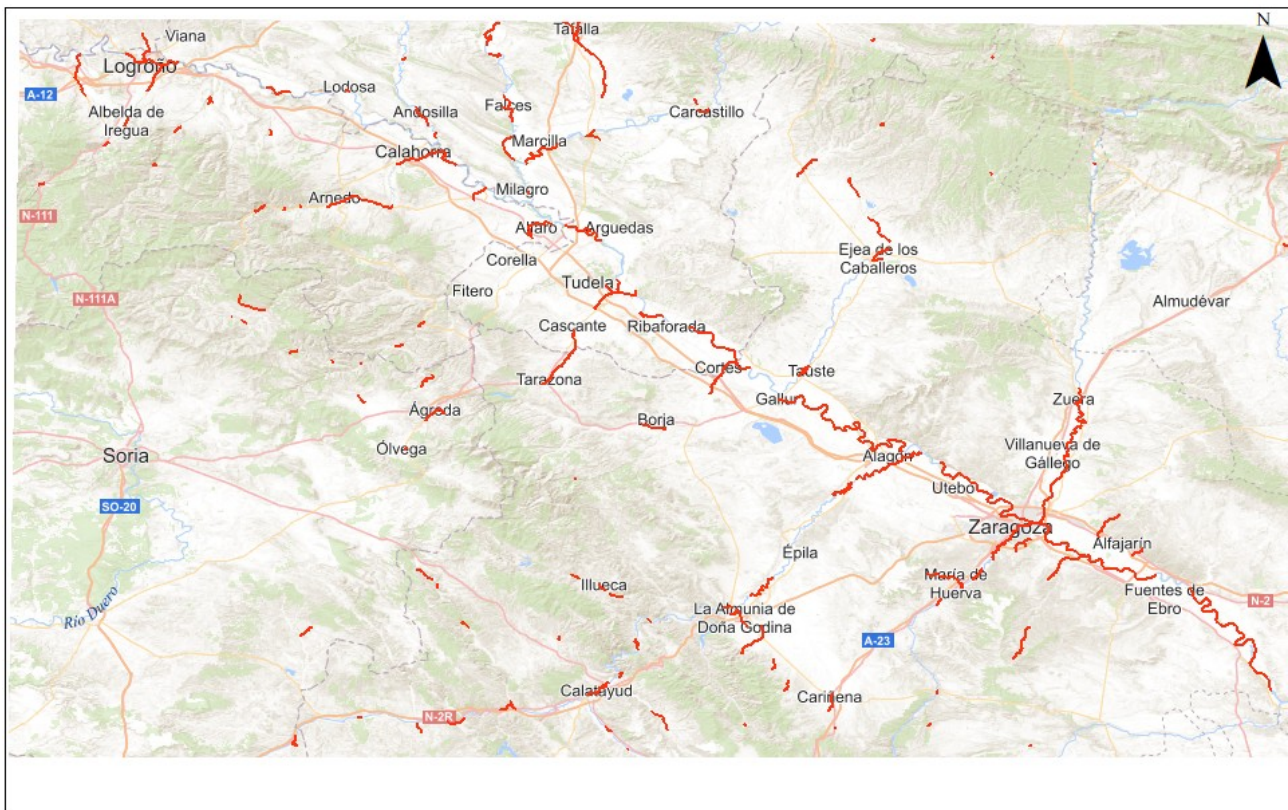 N
Viana
Tafalla
Logroño
A-12
Lodosa
Albelda de
Iregua
Andosilla
Falces
Carcastillo
Marcilla
Calahorra
Milagro
Arnedo
N-111
Alfaro
Arguedas
Ejea de los
Caballeros
Corella
Fitero
Tudela
N-111A
Almudévar
Cascante
Ribaforada
Cortes
Tauste
Tarazona
Gallur
Zuera
Ágreda
Borja
Villanueva de
Gállego
Ólvega
Soria
Alagón
Utebo
SO-20
Zaragoza
Alfajarín
Épila
María de
Huerva
Illueca
Río Duero
Fuentes de
Ebro
N-2
La Almunia de
Doña Godina
A-23
Calatayud
Cariñena
N-2R